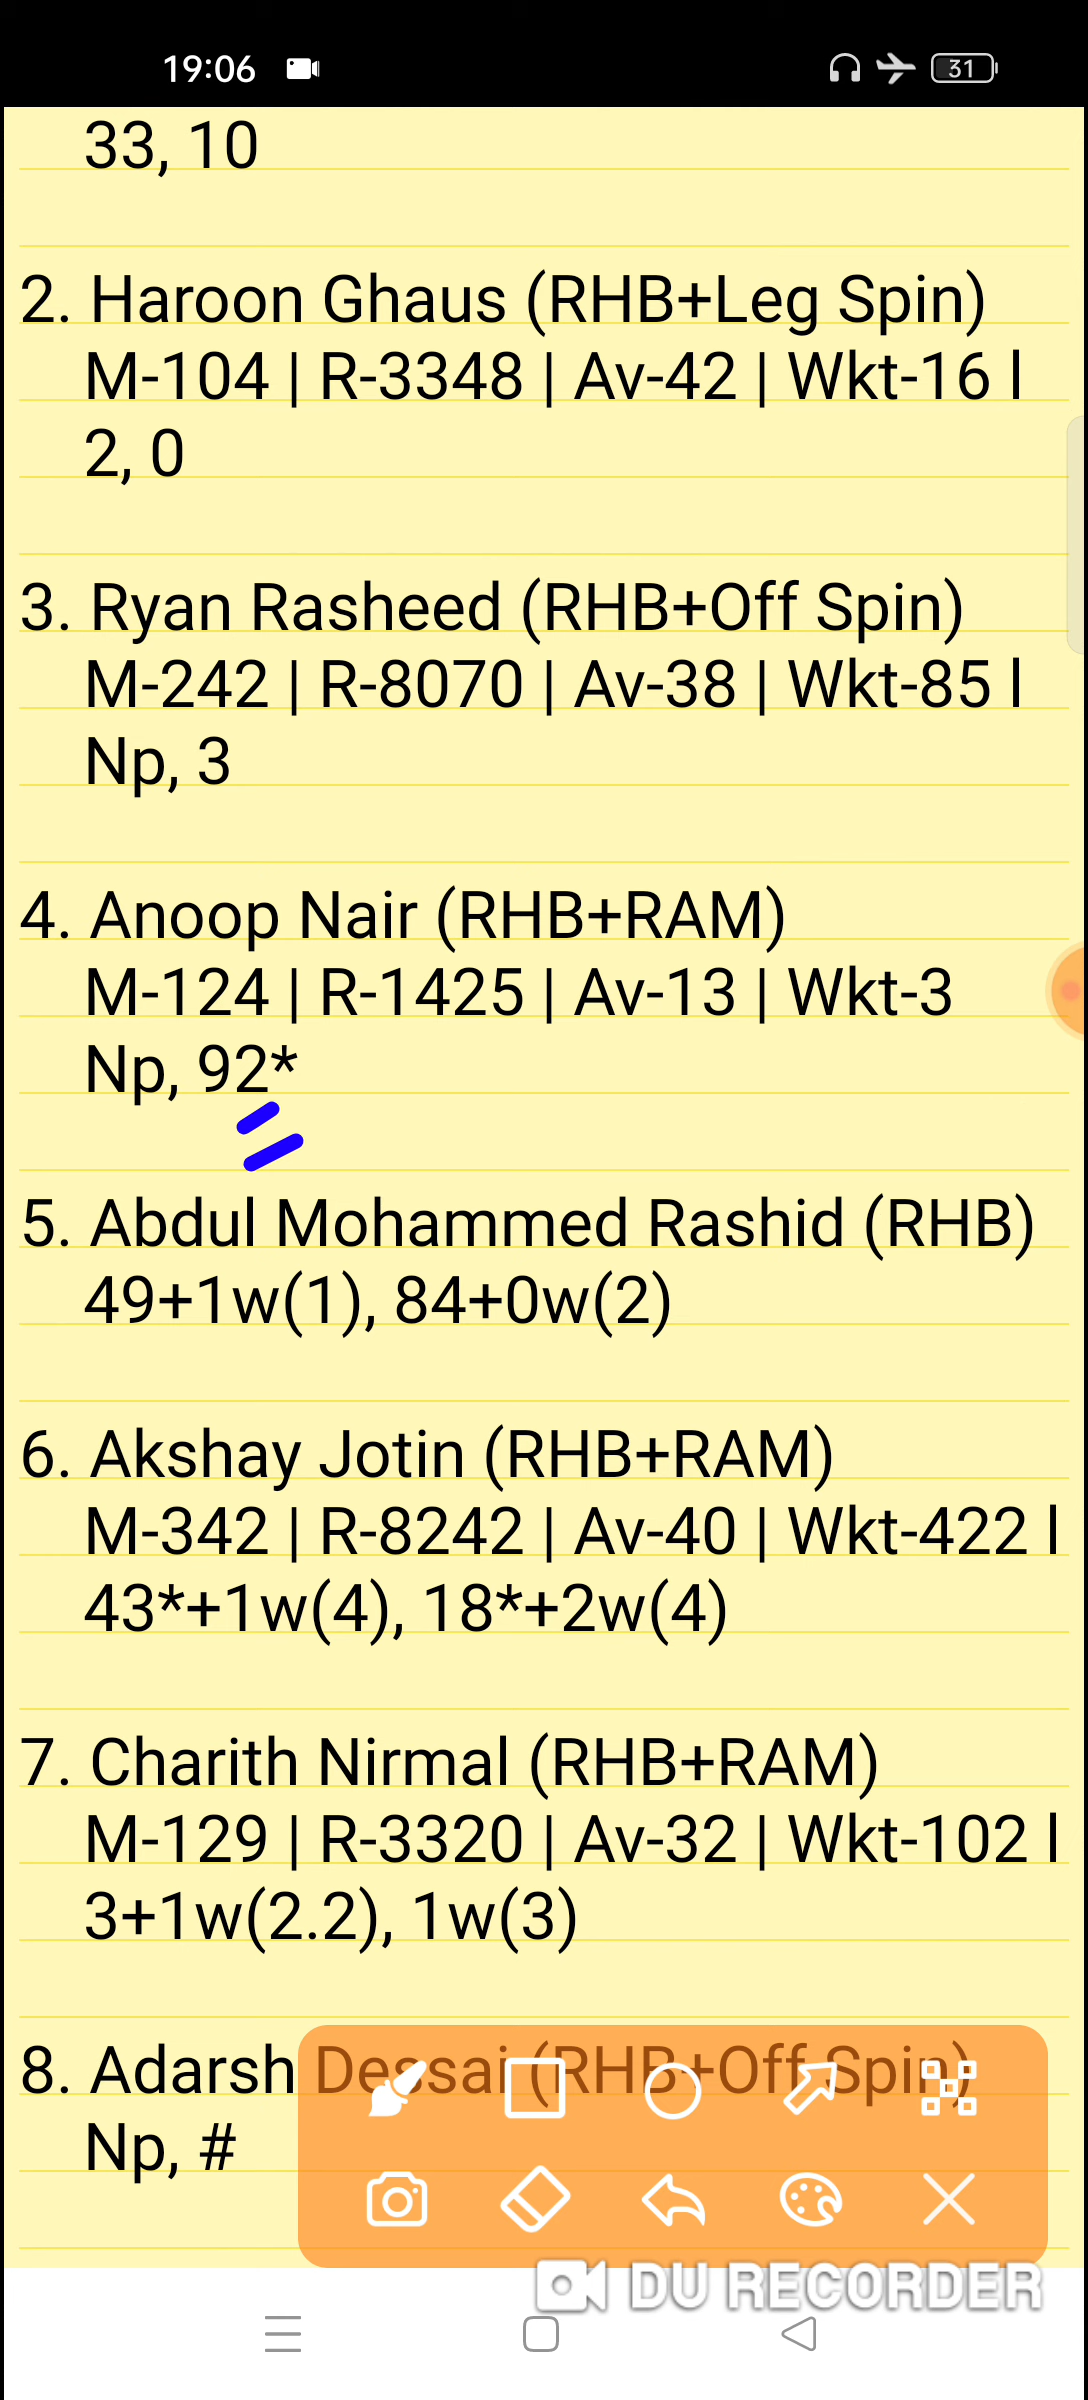 19:06 31
33, 10
2. Haroon Ghaus (RHB+Leg Spin)
M-104 | R-3348 | Av-42 | Wkt-16 l
2, 0
3. Ryan Rasheed (RHB+Off Spin)
M-242 | R-8070 | Av-38 | Wkt-85 l
Np, 3
4. Anoop Nair (RHB+RAM)
M-124 | R-1425 | Av-13 | Wkt-3
Np, 92*
5. Abdul Mohammed Rashid (RHB)
49+1w(1), 84+0w(2)
6. Akshay Jotin (RHB+RAM)
M-342 | R-8242 | Av-40 | Wkt-422 l
43*+1w(4), 18*+2w(4)
7. Charith Nirmal (RHB+RAM)
M-129 | R-3320 | Av-32 | Wkt-102 l
3+1w(2.2), 1w(3)
8. Adarsh Dessai (RHB+Off Spin)
Np, #
DU RECORDER